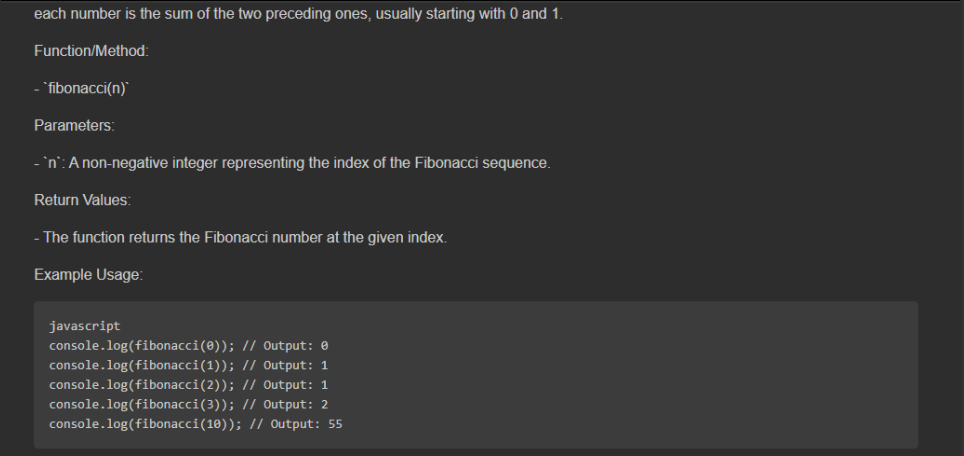 each number is the sum of the two preceding ones, usually starting with 0 and 1.
Function/Method:
- `fibonacci(n)`
Parameters:
- `n`: A non-negative integer representing the index of the Fibonacci sequence.
Return Values:
- The function returns the Fibonacci number at the given index.
Example Usage:
javascript
console.log(fibonacci(0)); // Output: 0
console.log(fibonacci(1)); // Output: 1
console.log(fibonacci(2)); // Output: 1
console.log(fibonacci(3)); // Output: 2
console.log(fibonacci(10)); // Output: 55